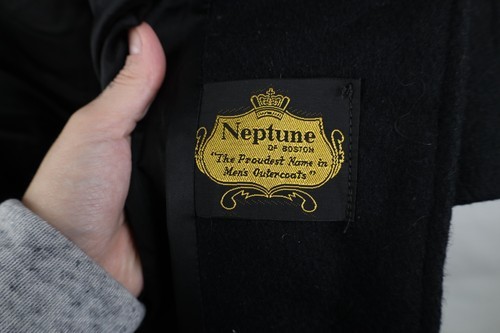 Neptune
OF BOSTON
"The Proudest Name in
Men's Outercoats"